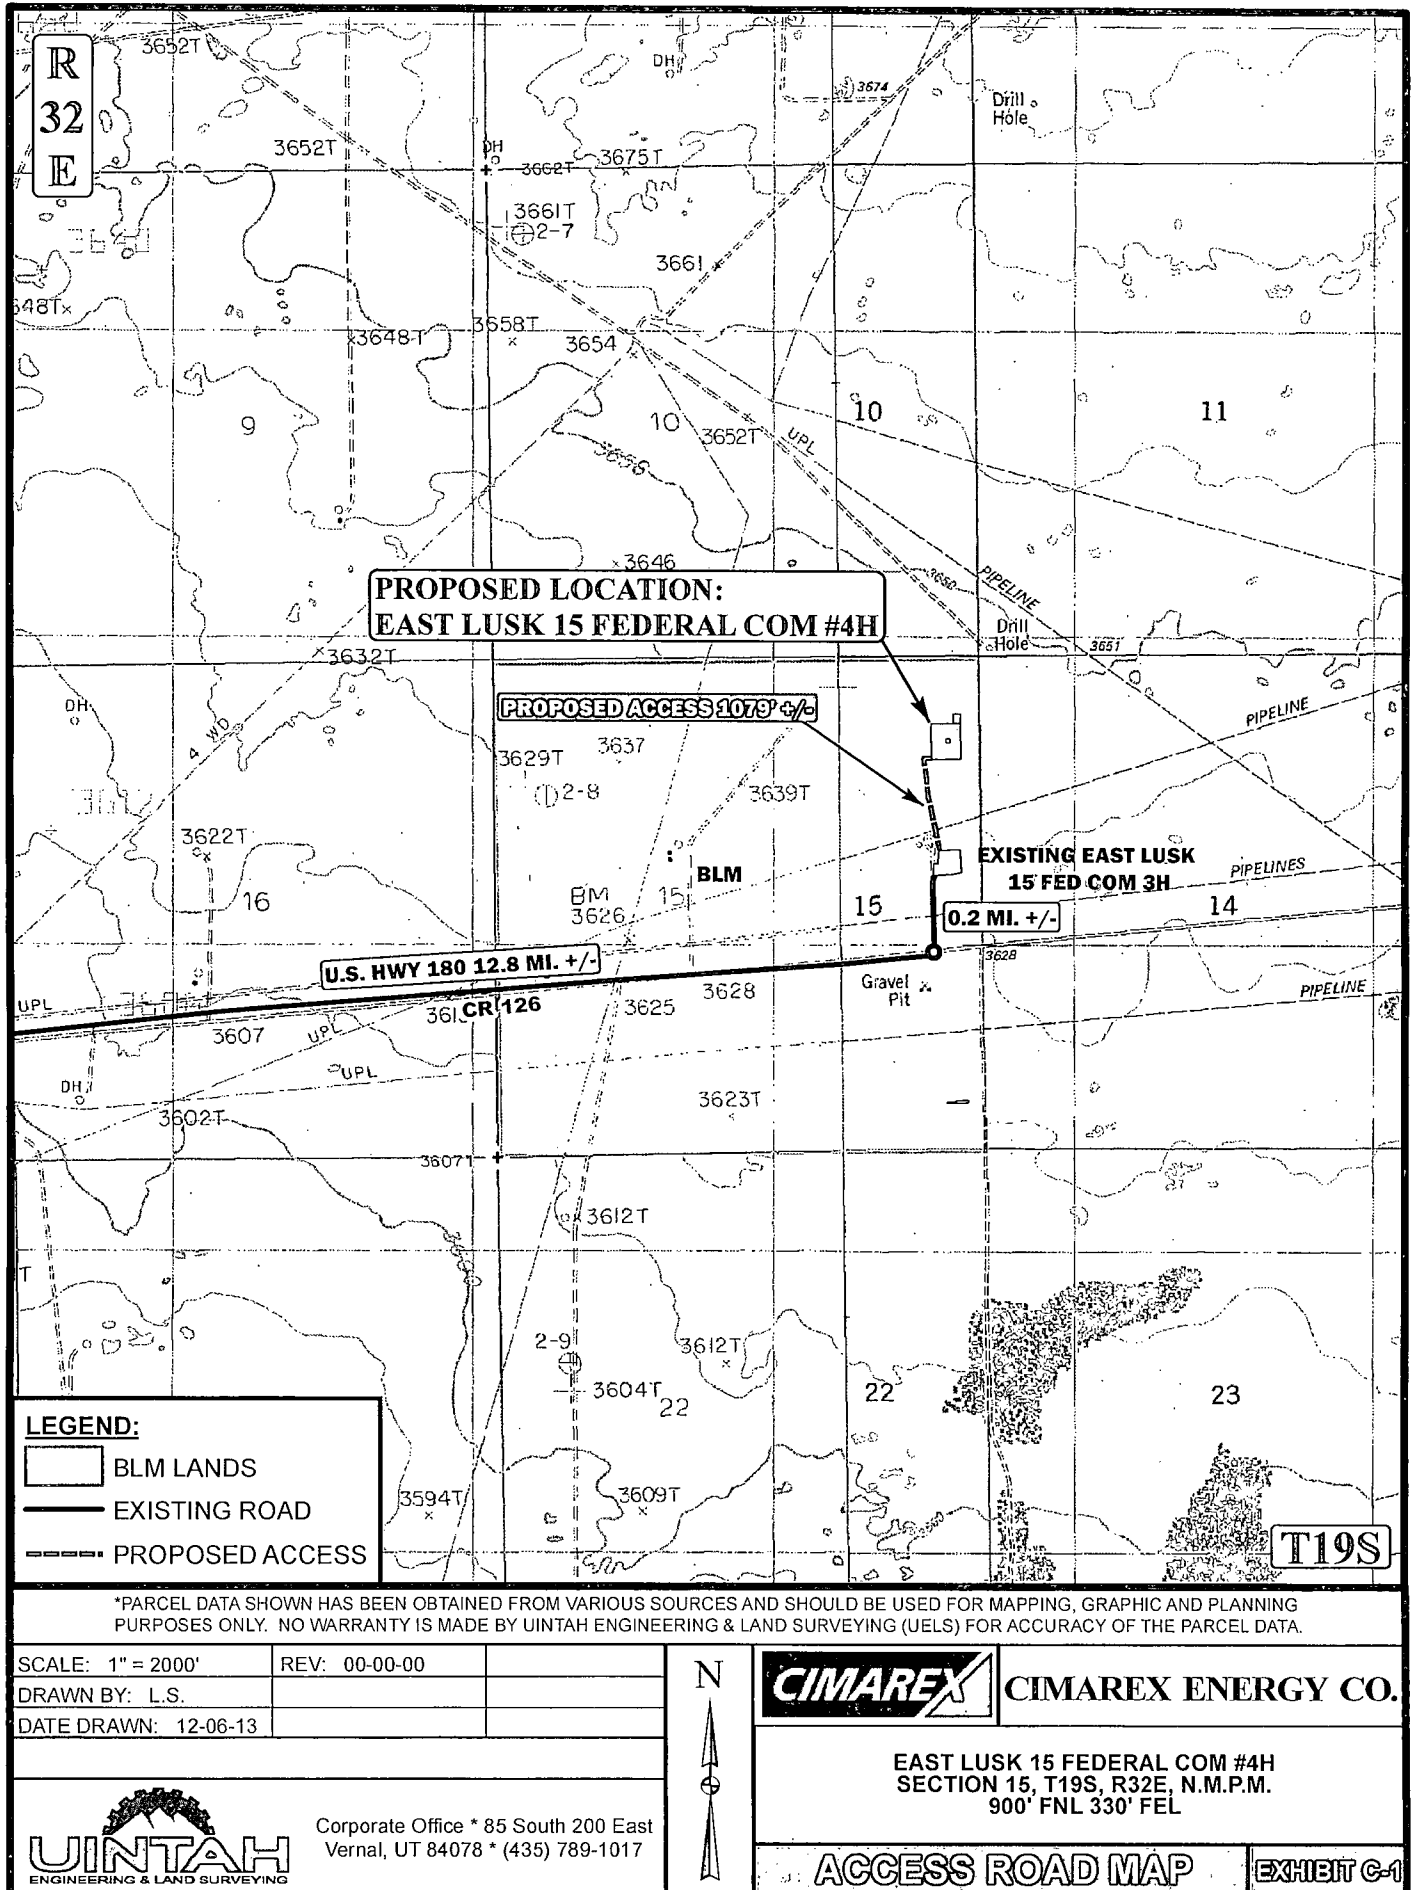 R
32
E
3652T
DH
3674
Drill
Hole
3652T
DH
3662T
3675T
3661T
2-7
3661
648T
3648T
3658T
3654
9
10
3652T
10
11
UPL
3646
3650
PIPELINE
PROPOSED LOCATION:
EAST LUSK 15 FEDERAL COM #4H
Drill
Hole
3651
3632T
DH
4 WD
PROPOSED ACCESS 1079' +/-
PIPELINE
3629T
3637
2-8
3639T
3622T
BLM
EXISTING EAST LUSK
15 FED COM 3H
PIPELINES
16
BM
3626
15
15
0.2 MI. +/-
14
U.S. HWY 180 12.8 MI. +/-
3628
UPL
CR 126
3625
3628
Gravel
Pit
PIPELINE
3607
UPL
UPL
DH
3602T
3623T
3607T
3612T
T
2-9
3612T
3604T
22
22
23
3594T
3609T
T19S
LEGEND:
BLM LANDS
EXISTING ROAD
PROPOSED ACCESS
*PARCEL DATA SHOWN HAS BEEN OBTAINED FROM VARIOUS SOURCES AND SHOULD BE USED FOR MAPPING, GRAPHIC AND PLANNING
PURPOSES ONLY. NO WARRANTY IS MADE BY UINTAH ENGINEERING & LAND SURVEYING (UELS) FOR ACCURACY OF THE PARCEL DATA.
SCALE: 1" = 2000'
REV: 00-00-00
DRAWN BY: L.S.
DATE DRAWN: 12-06-13
N
CIMAREX
CIMAREX ENERGY CO.
EAST LUSK 15 FEDERAL COM #4H
SECTION 15, T19S, R32E, N.M.P.M.
900' FNL 330' FEL
UINTAH
ENGINEERING & LAND SURVEYING
Corporate Office * 85 South 200 East
Vernal, UT 84078 * (435) 789-1017
ACCESS ROAD MAP
EXHIBIT C-1